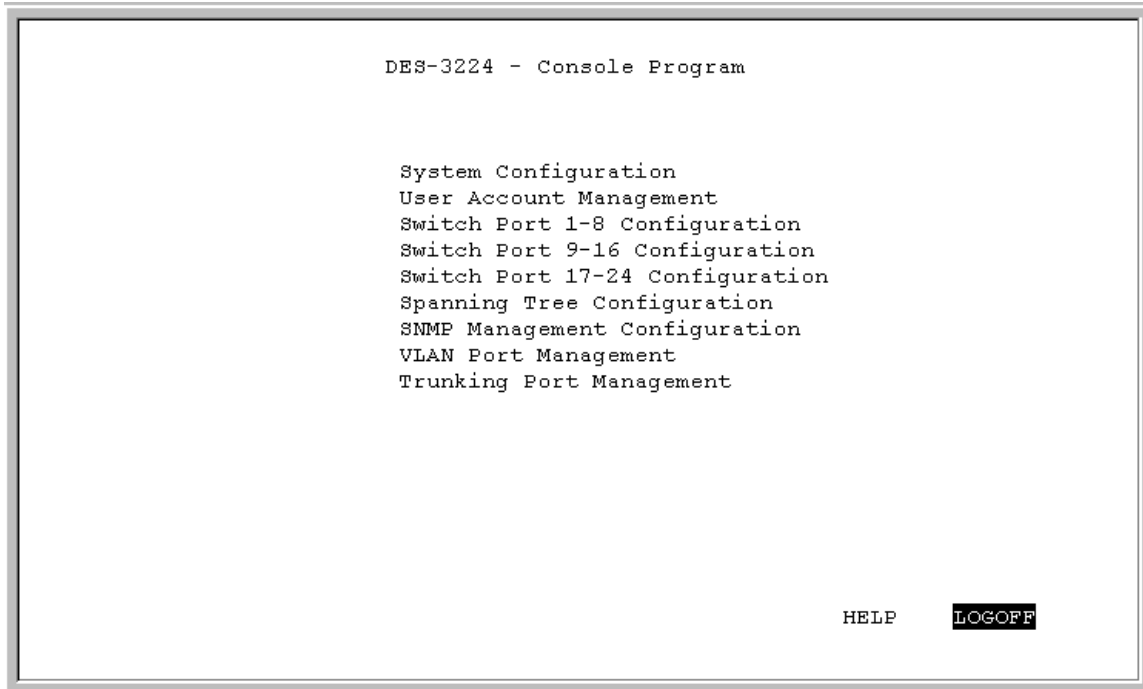 DES-3224 - Console Program
System Configuration
User Account Management
Switch Port 1-8 Configuration
Switch Port 9-16 Configuration
Switch Port 17-24 Configuration
Spanning Tree Configuration
SNMP Management Configuration
VLAN Port Management
Trunking Port Management
HELP LOGOFF